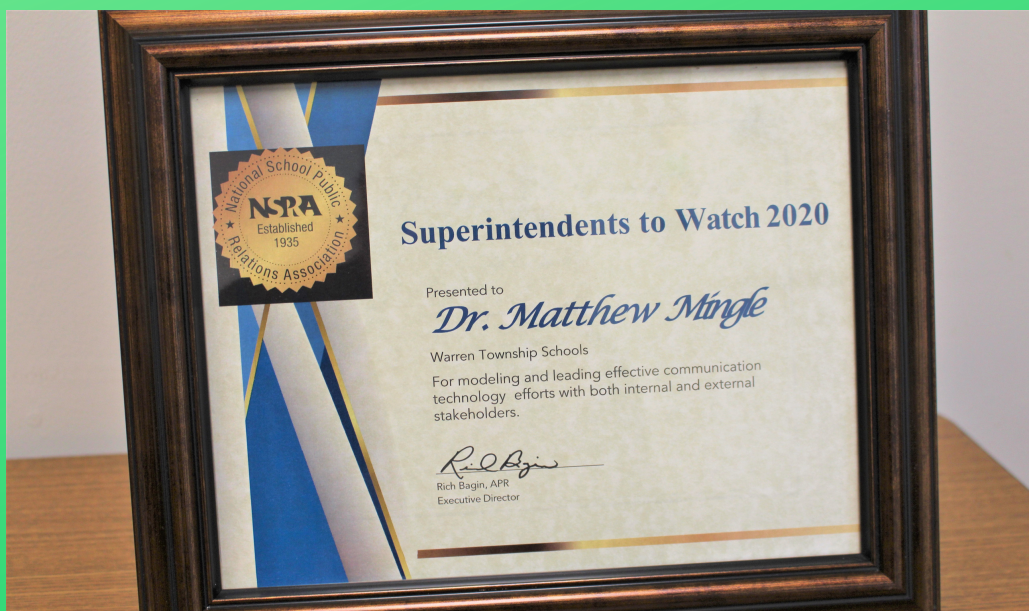 National School Public
NSPRA
Established
1935
Relations Association
Superintendents to Watch 2020
Presented to
Dr. Matthew Mingle
Warren Township Schools
For modeling and leading effective communication
technology efforts with both internal and external
stakeholders.
Rich Bagin
Rich Bagin, APR
Executive Director